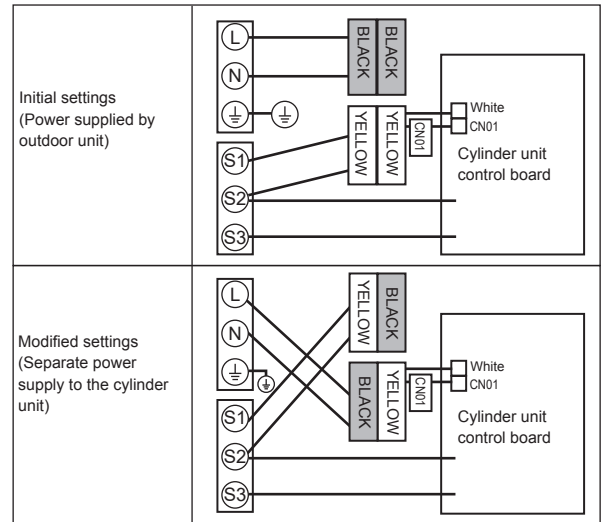 Initial settings
(Power supplied by
outdoor unit)
L
N
S1
S2
S3
BLACK
BLACK
YELLOW
YELLOW
CN01
White
CN01
Cylinder unit
control board
Modified settings
(Separate power
supply to the cylinder
unit)
L
N
S1
S2
S3
YELLOW
BLACK
BLACK
YELLOW
CN01
White
CN01
Cylinder unit
control board